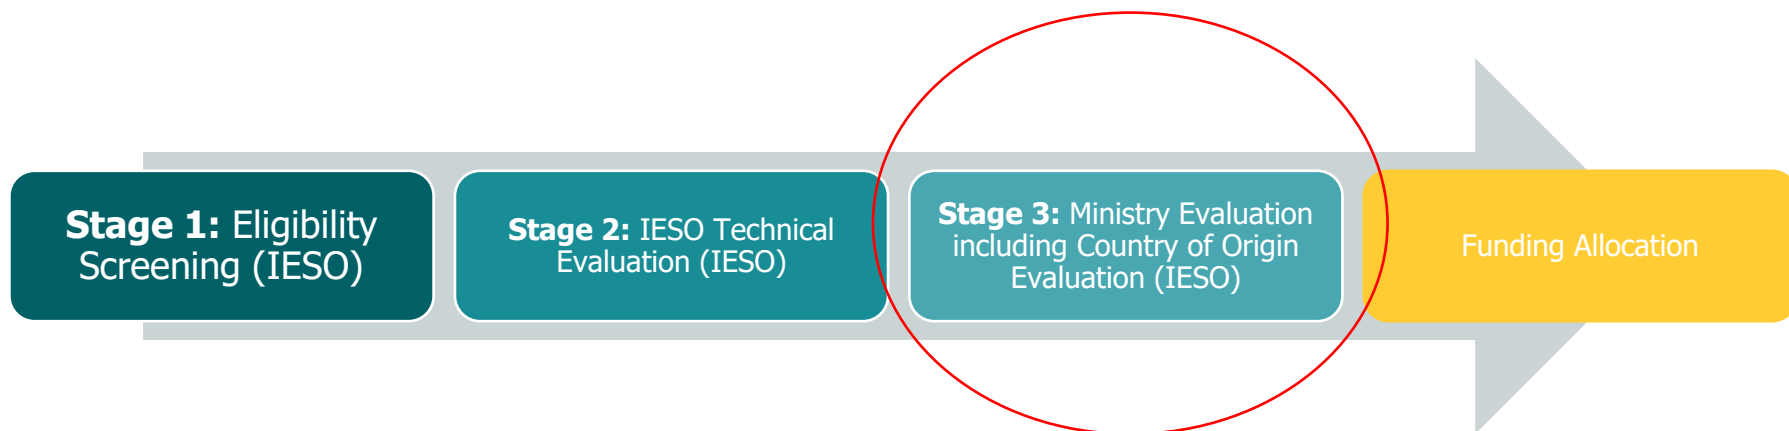 Stage 1: Eligibility
Screening (IESO)
Stage 2: IESO Technical
Evaluation (IESO)
Stage 3: Ministry Evaluation
including Country of Origin
Evaluation (IESO)
Funding Allocation